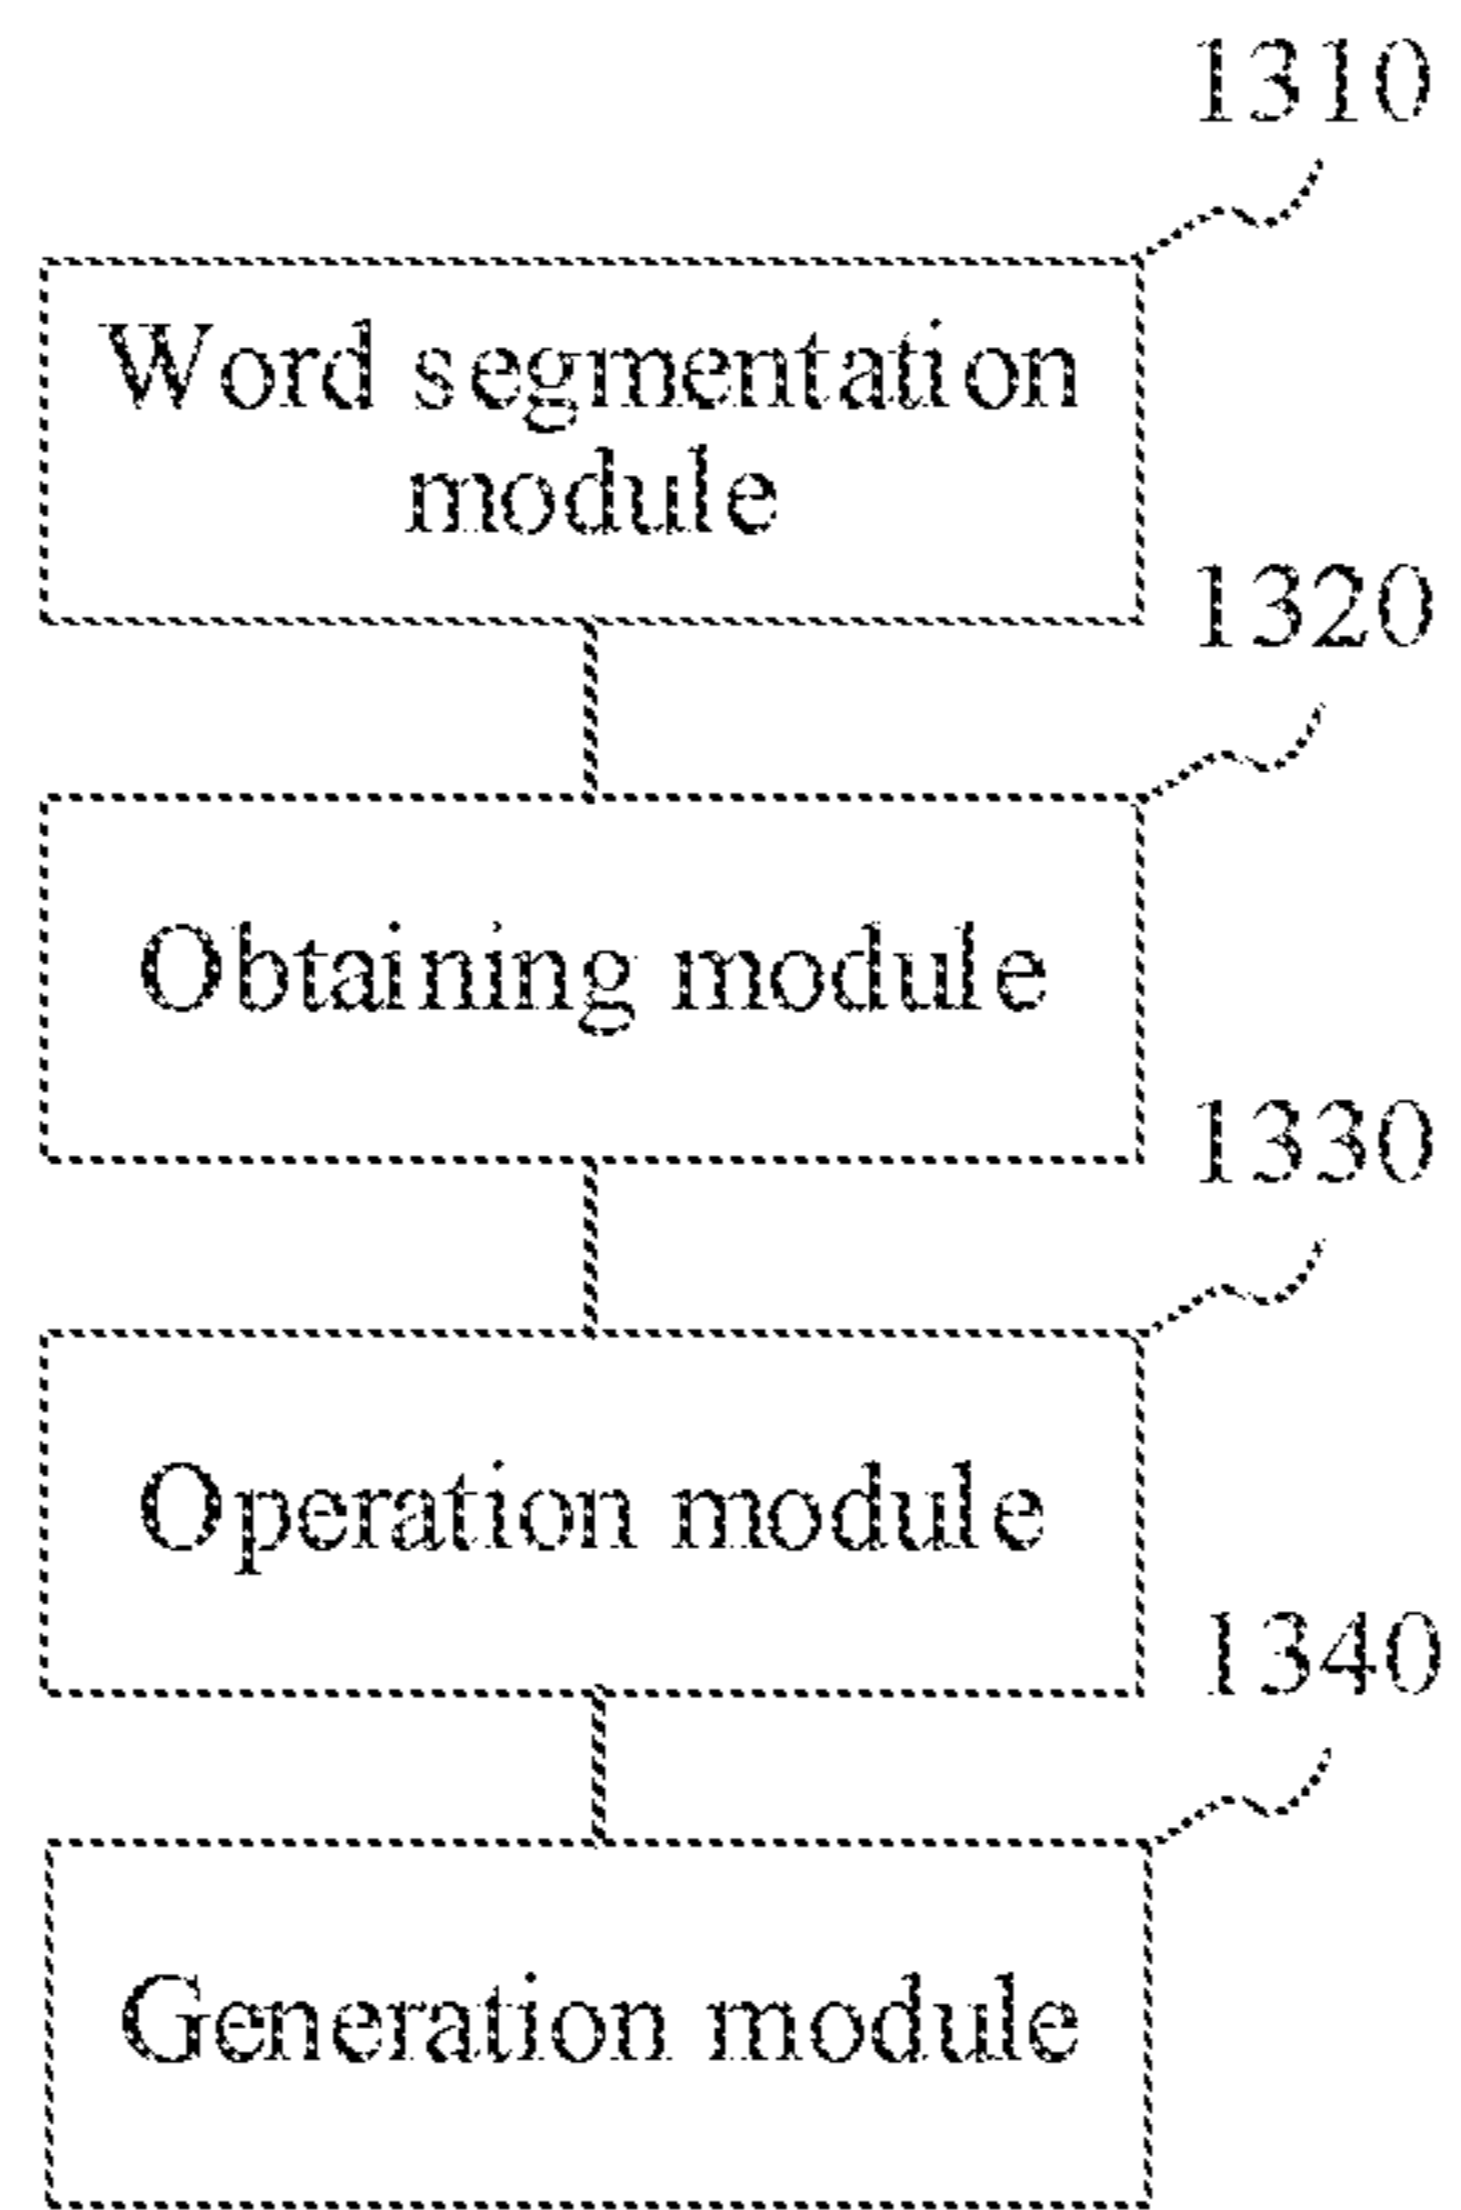 1310
Word segmentation
module
1320
Obtaining module
1330
Operation module
1340
Generation module